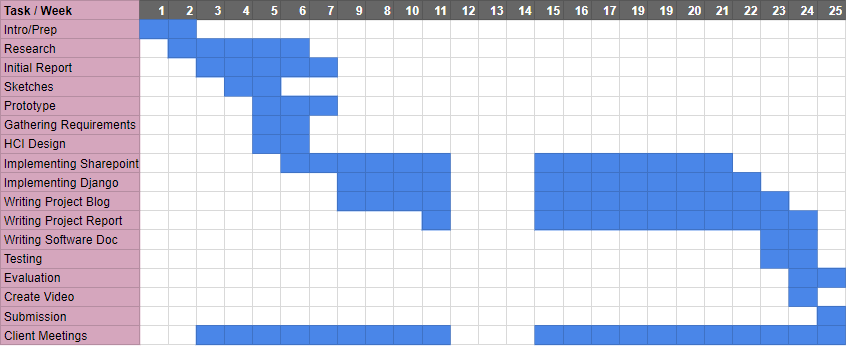 Task / Week 1 2 3 4 5 6 7 8 9 10 11 12 13 14 15 16 17 18 19 19 20 21 22 23 24 25
Intro/Prep
Research
Initial Report
Sketches
Prototype
Gathering Requirements
HCI Design
Implementing Sharepoint
Implementing Django
Writing Project Blog
Writing Project Report
Writing Software Doc
Testing
Evaluation
Create Video
Submission
Client Meetings